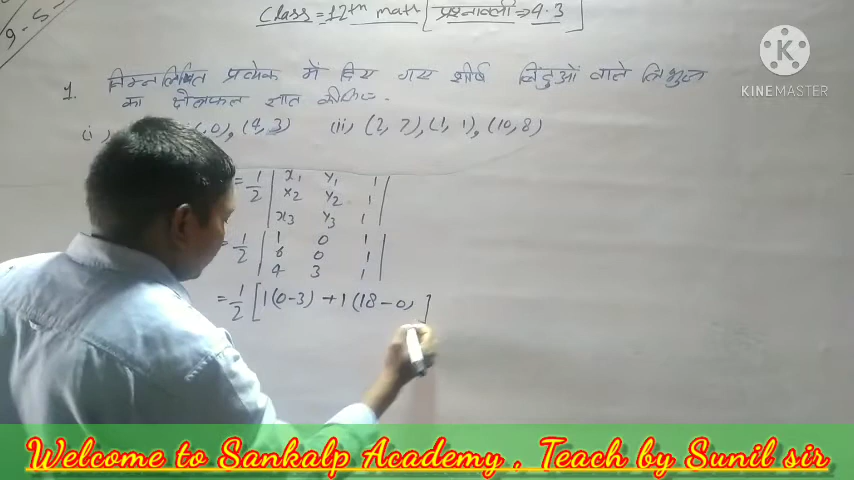 9.5
Class = 12th math [प्रश्नावली => 4.3
1. निम्नलिखित प्रत्येक में दिए गए शीर्ष बिंदुओं वाले त्रिभुज
का क्षेत्रफल ज्ञात कीजिए.
(i) , 0), (4, 3) (ii) (2, 7), (1, 1), (10, 8)
= 1/2 | x₁ y₁ 1 |
x₂ y₂ 1
x₃ y₃ 1
= 1/2 | 1 0 1 |
6 0 1
4 3 1
= 1/2 [1(0-3) + 1(18-0) ]
KINEMASTER
Welcome to Sankalp Academy , Teach by Sunil sir